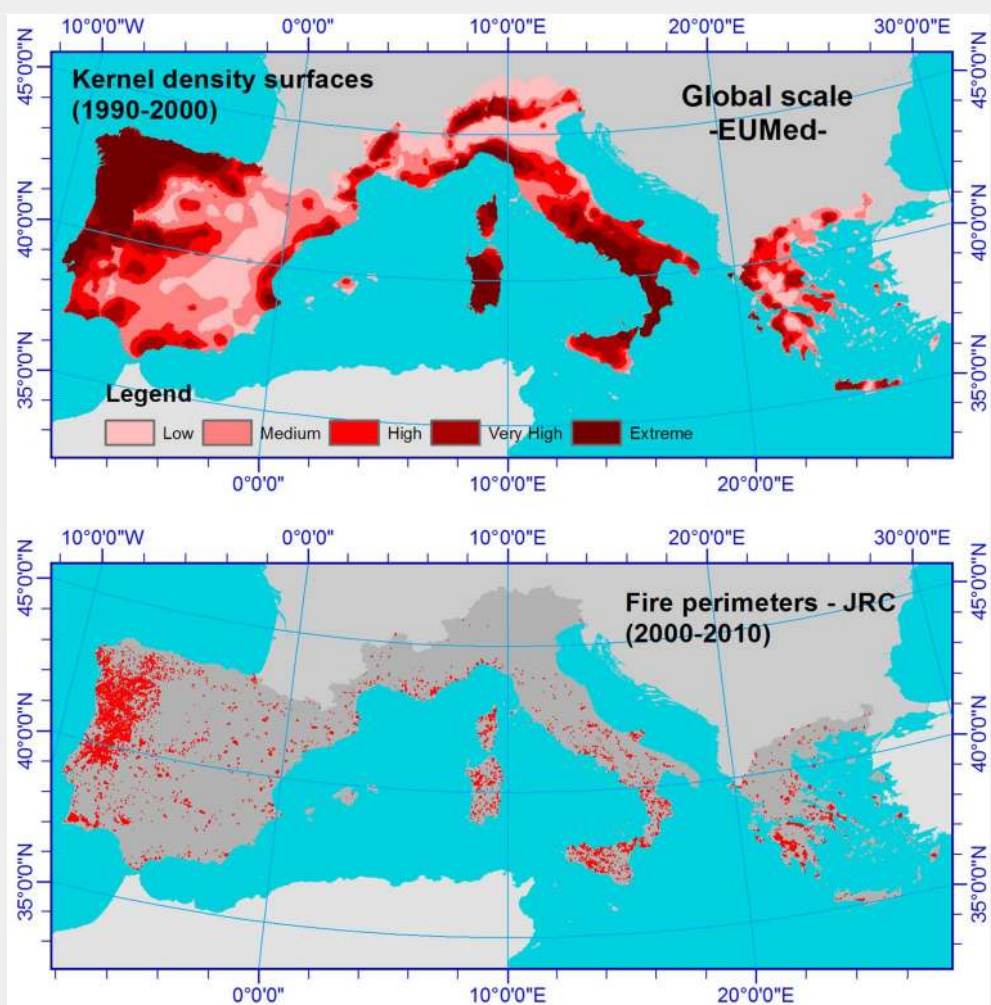 10°0'0"W 0°0'0" 10°0'0"E 20°0'0"E 30°0'0"E
45°0'0"N
40°0'0"N
35°0'0"N
Kernel density surfaces
(1990-2000)
Global scale
-EUMed-
45°0'0"N
40°0'0"N
35°0'0"N
Legend
Low Medium High Very High Extreme
0°0'0" 10°0'0"E 20°0'0"E
10°0'0"W 0°0'0" 10°0'0"E 20°0'0"E 30°0'0"E
45°0'0"N
40°0'0"N
35°0'0"N
Fire perimeters - JRC
(2000-2010)
45°0'0"N
40°0'0"N
35°0'0"N
0°0'0" 10°0'0"E 20°0'0"E